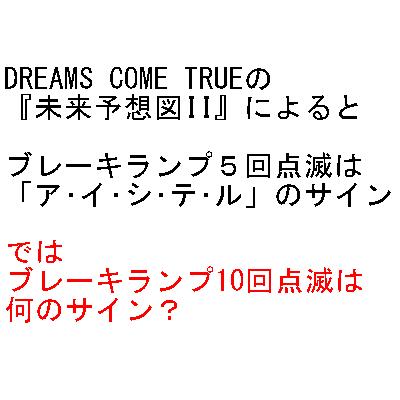 DREAMS COME TRUEの
『未来予想図II』によると
ブレーキランプ５回点滅は
「ア･イ･シ･テ･ル」のサイン
では
ブレーキランプ10回点滅は
何のサイン？